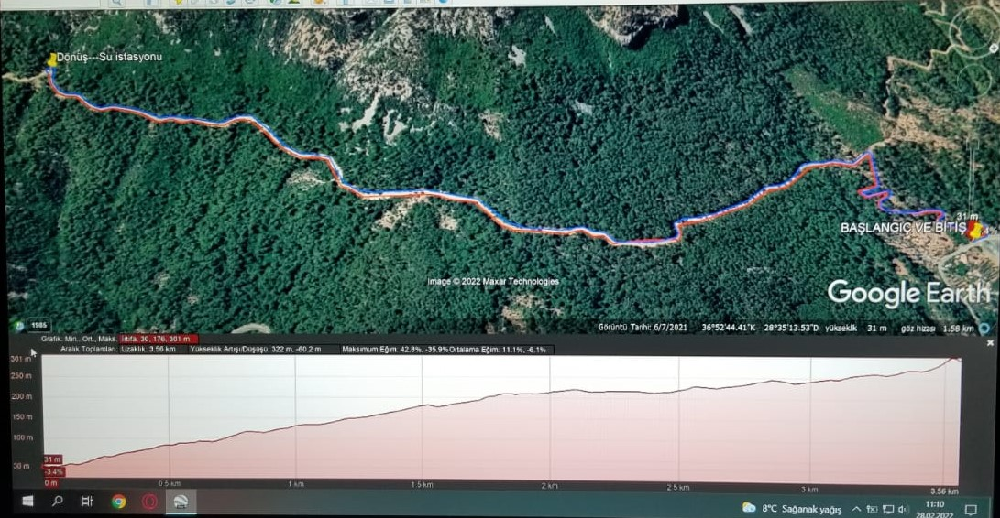 Dönüş---Su istasyonu
31 m
BAŞLANGIÇ VE BİTİŞ
Image © 2022 Maxar Technologies
Google Earth
1985
Görüntü Tarihi: 6/7/2021 36°52'44.41"K 28°35'13.53"D yükseklik 31 m göz hizası 1.58 km
Grafik: Min., Ort., Maks. İrtifa: 30, 176, 301 m
Aralık Toplamları: Uzaklık: 3.56 km Yükseklik Artışı/Düşüşü: 322 m, -60.2 m Maksimum Eğim: 42.8%, -35.9% Ortalama Eğim: 11.1%, -6.1%
301 m
250 m
200 m
150 m
100 m
30 m
31 m
-3.4%
0 m
0.5 km
1 km
1.5 km
2 km
2.5 km
3 km
3.56 km
8°C Sağanak yağış
11:10
28.02.2022